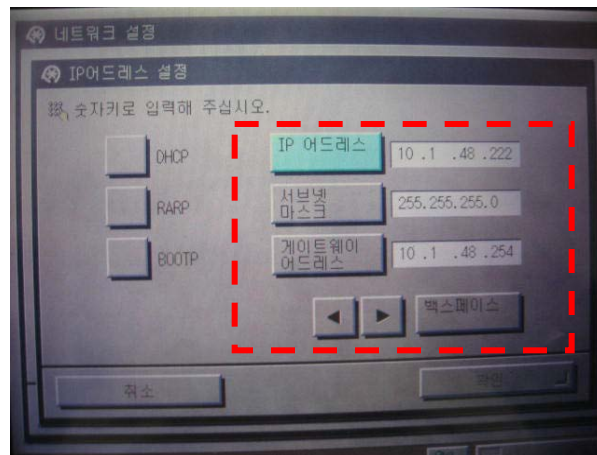 네트워크 설정
IP어드레스 설정
숫자키로 입력해 주십시오.
DHCP
IP 어드레스
10 .1 .48 .222
RARP
서브넷
마스크
255.255.255.0
BOOTP
게이트웨이
어드레스
10 .1 .48 .254
◀ ▶ 백스페이스
취소
확인